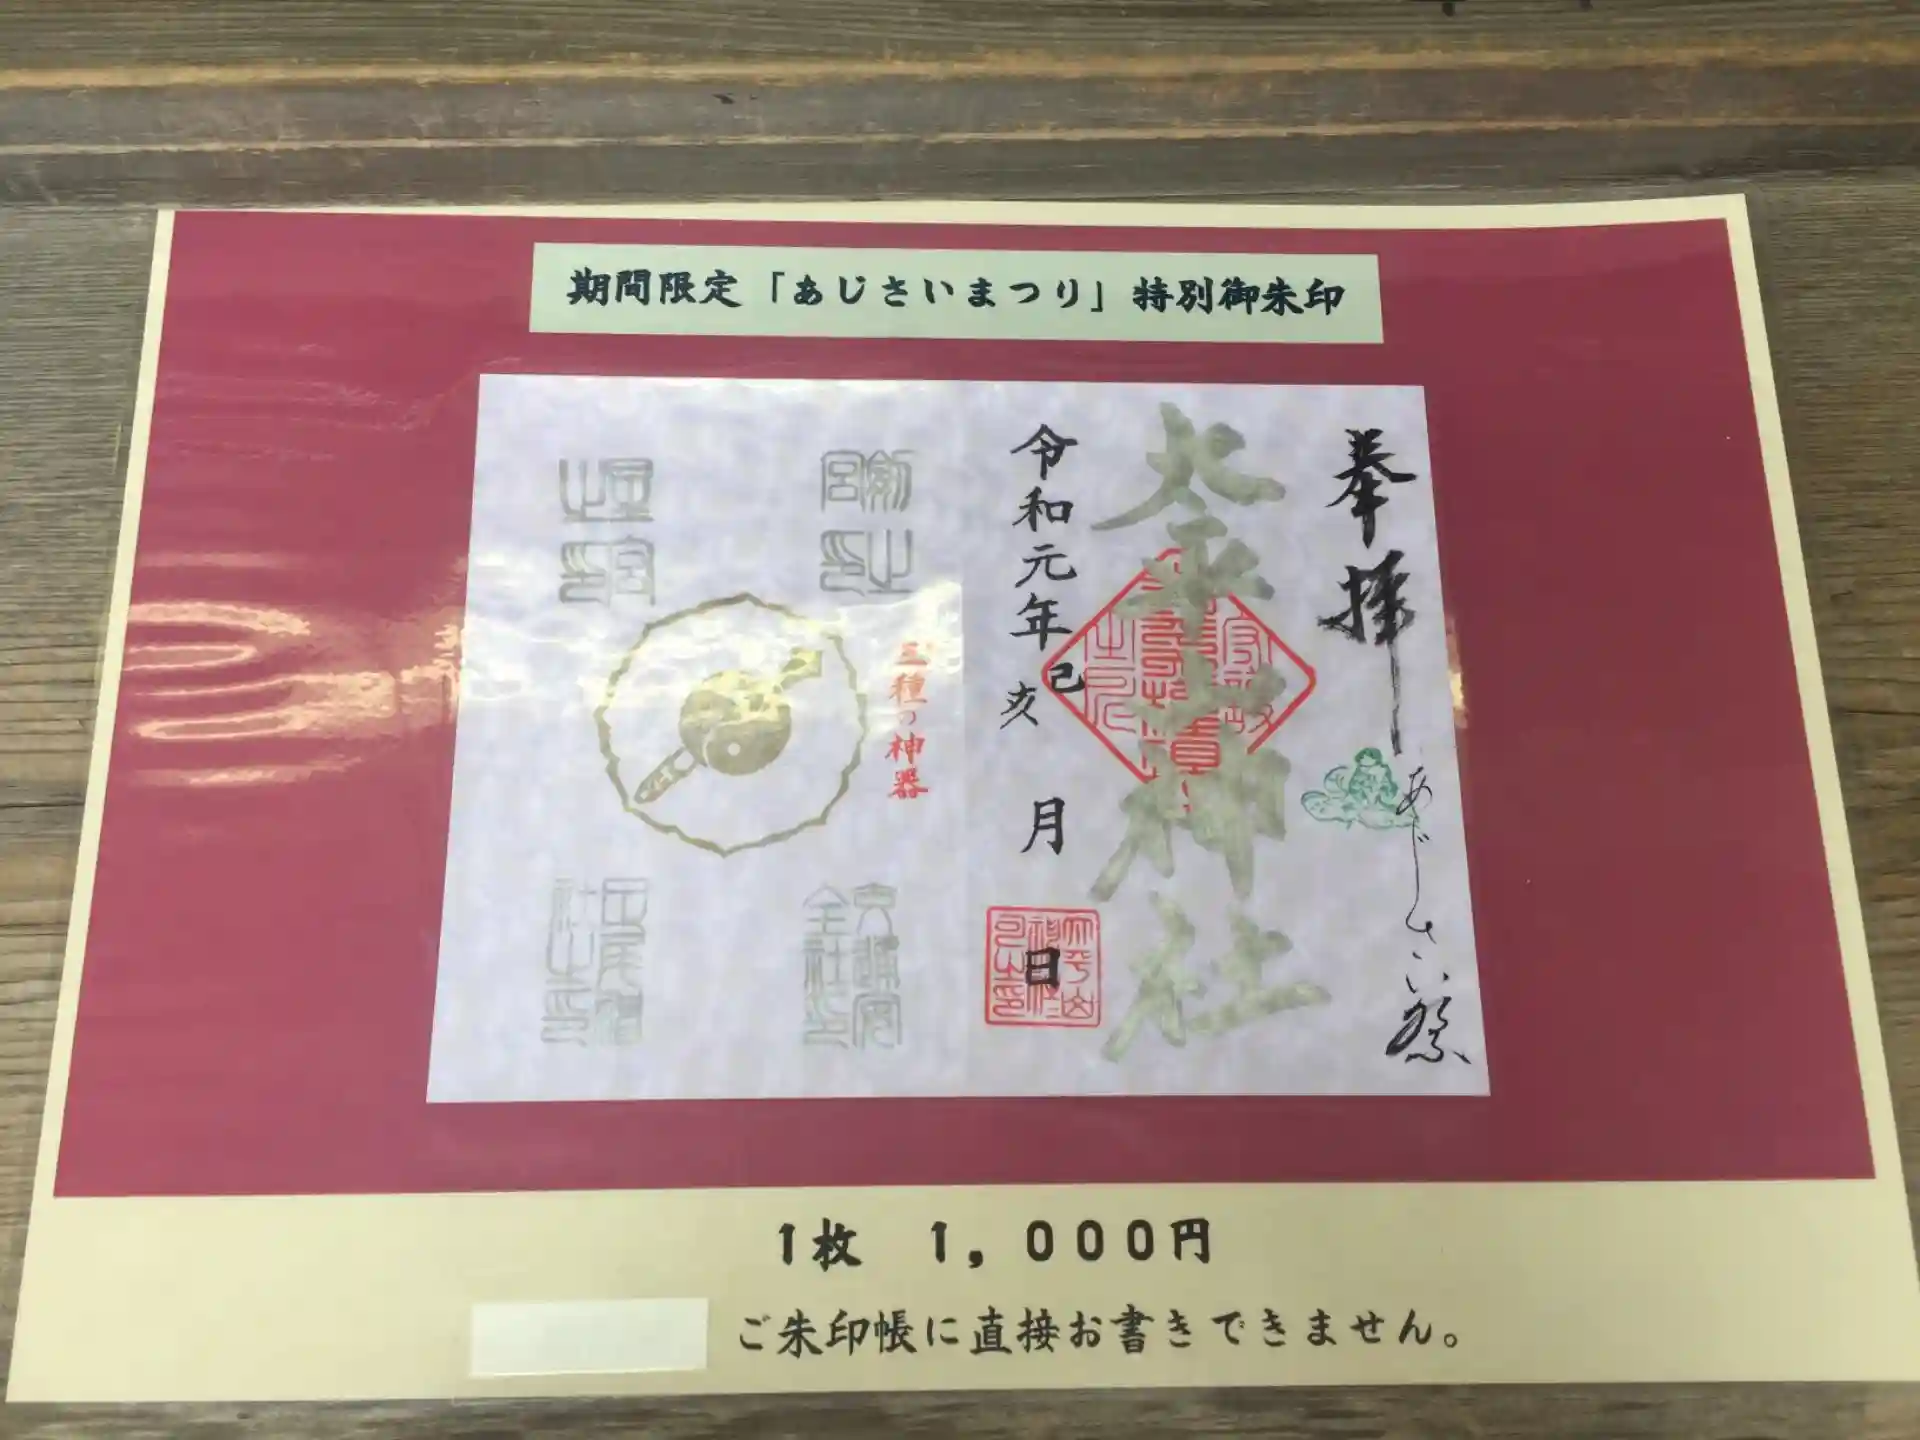 期間限定「あじさいまつり」特別御朱印
奉拝
あじさい祭
太平山神社
令和元年己亥
月
日
三種の神器
1枚 1,000円
ご朱印帳に直接お書きできません。